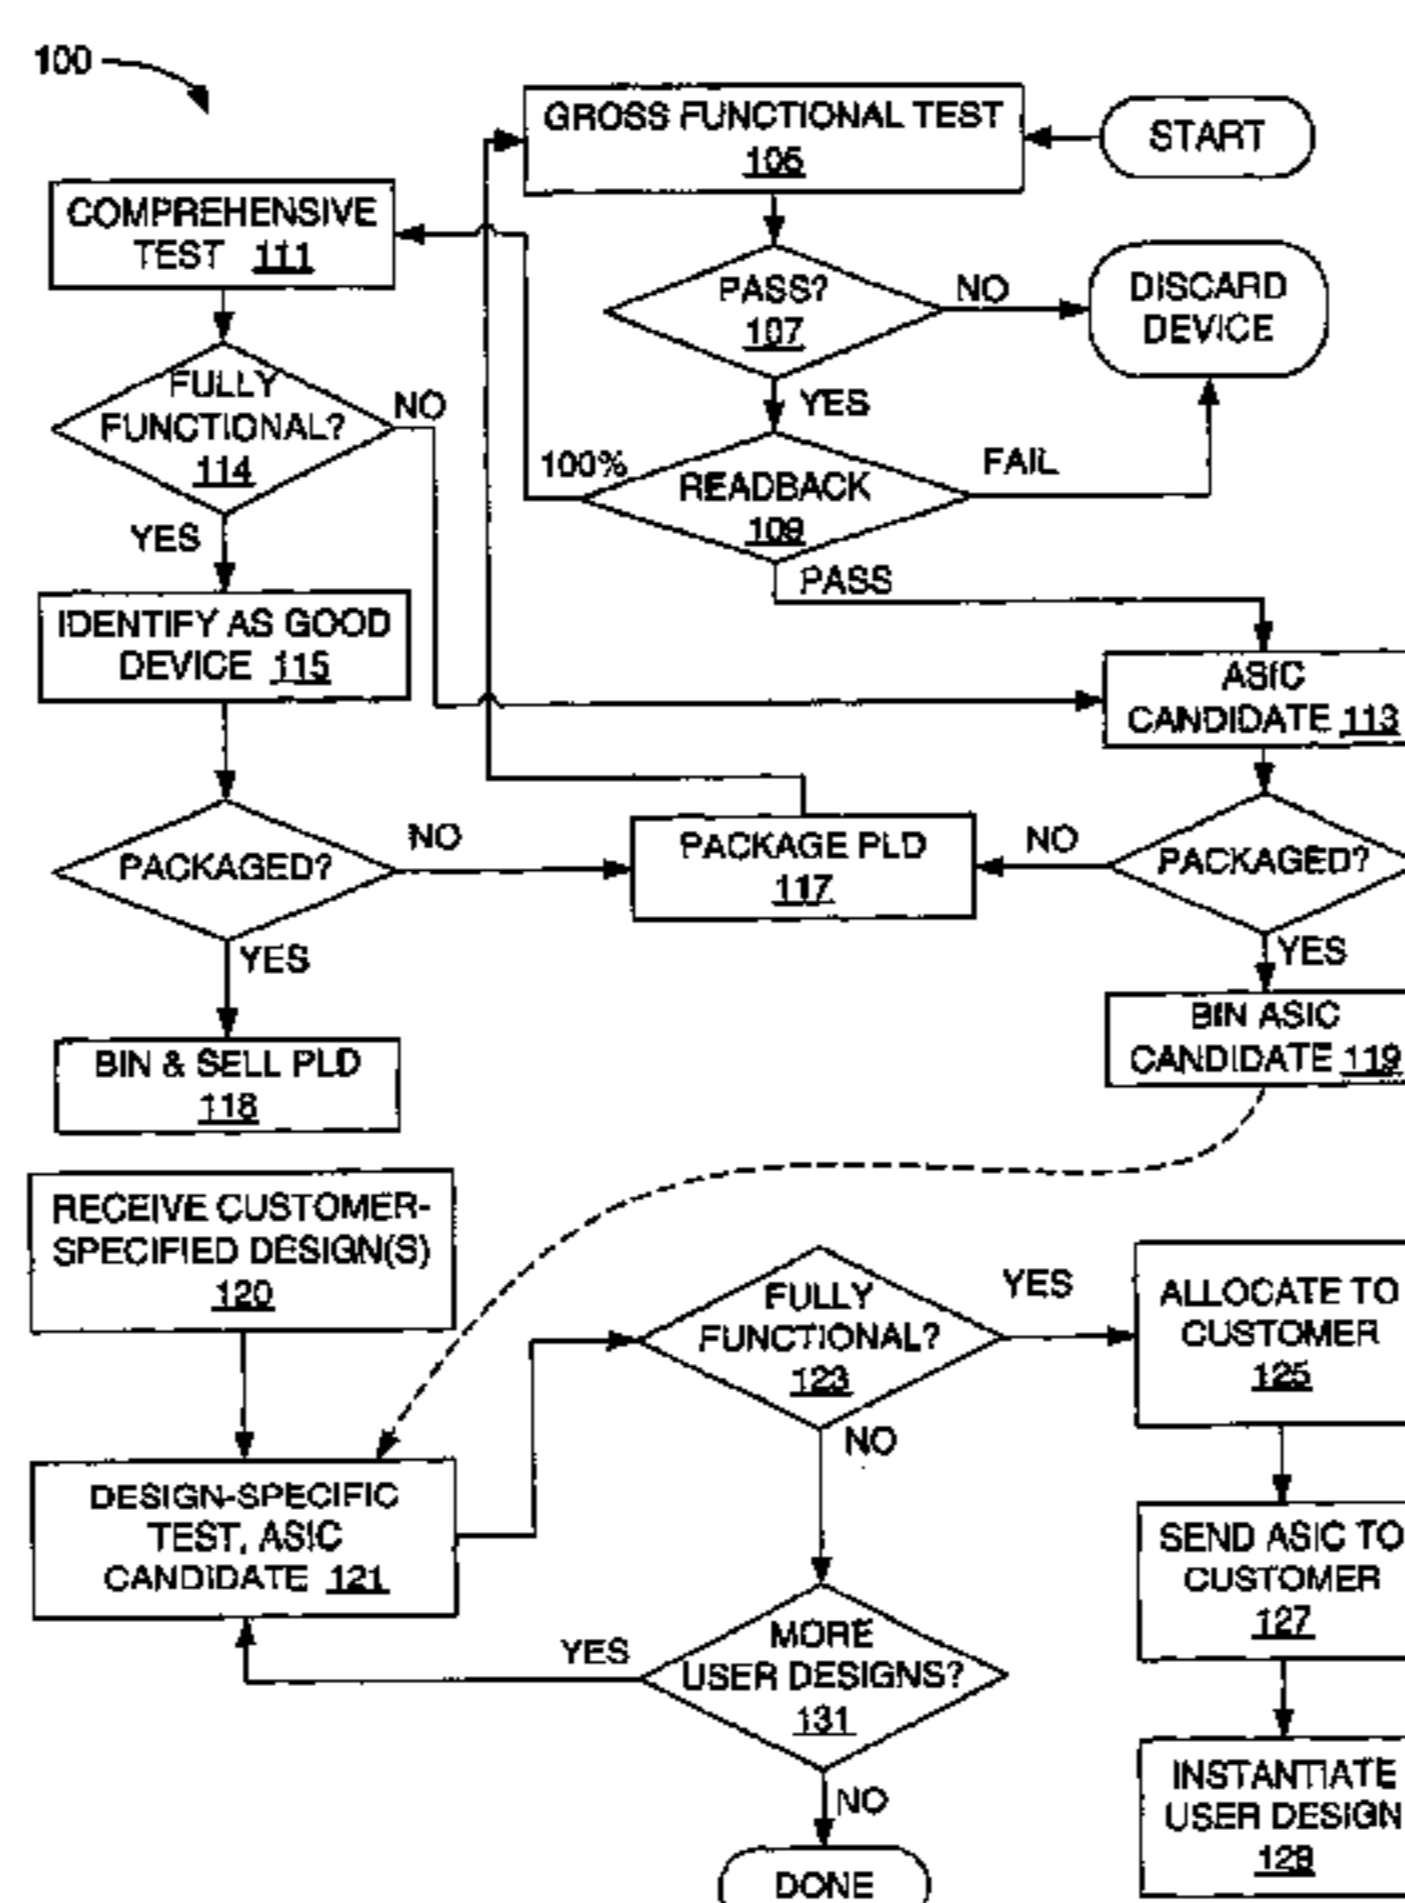 100
GROSS FUNCTIONAL TEST
105
START
COMPREHENSIVE
TEST 111
PASS?
107
NO
DISCARD
DEVICE
YES
FULLY
FUNCTIONAL?
114
NO
100%
READBACK
109
FAIL
YES
PASS
IDENTIFY AS GOOD
DEVICE 115
ASIC
CANDIDATE 113
PACKAGED?
NO
PACKAGE PLD
117
NO
PACKAGED?
YES
YES
BIN & SELL PLD
118
BIN ASIC
CANDIDATE 119
RECEIVE CUSTOMER-
SPECIFIED DESIGN(S)
120
FULLY
FUNCTIONAL?
123
YES
ALLOCATE TO
CUSTOMER
125
NO
DESIGN-SPECIFIC
TEST, ASIC
CANDIDATE 121
SEND ASIC TO
CUSTOMER
127
YES
MORE
USER DESIGNS?
131
INSTANTIATE
USER DESIGN
129
NO
DONE